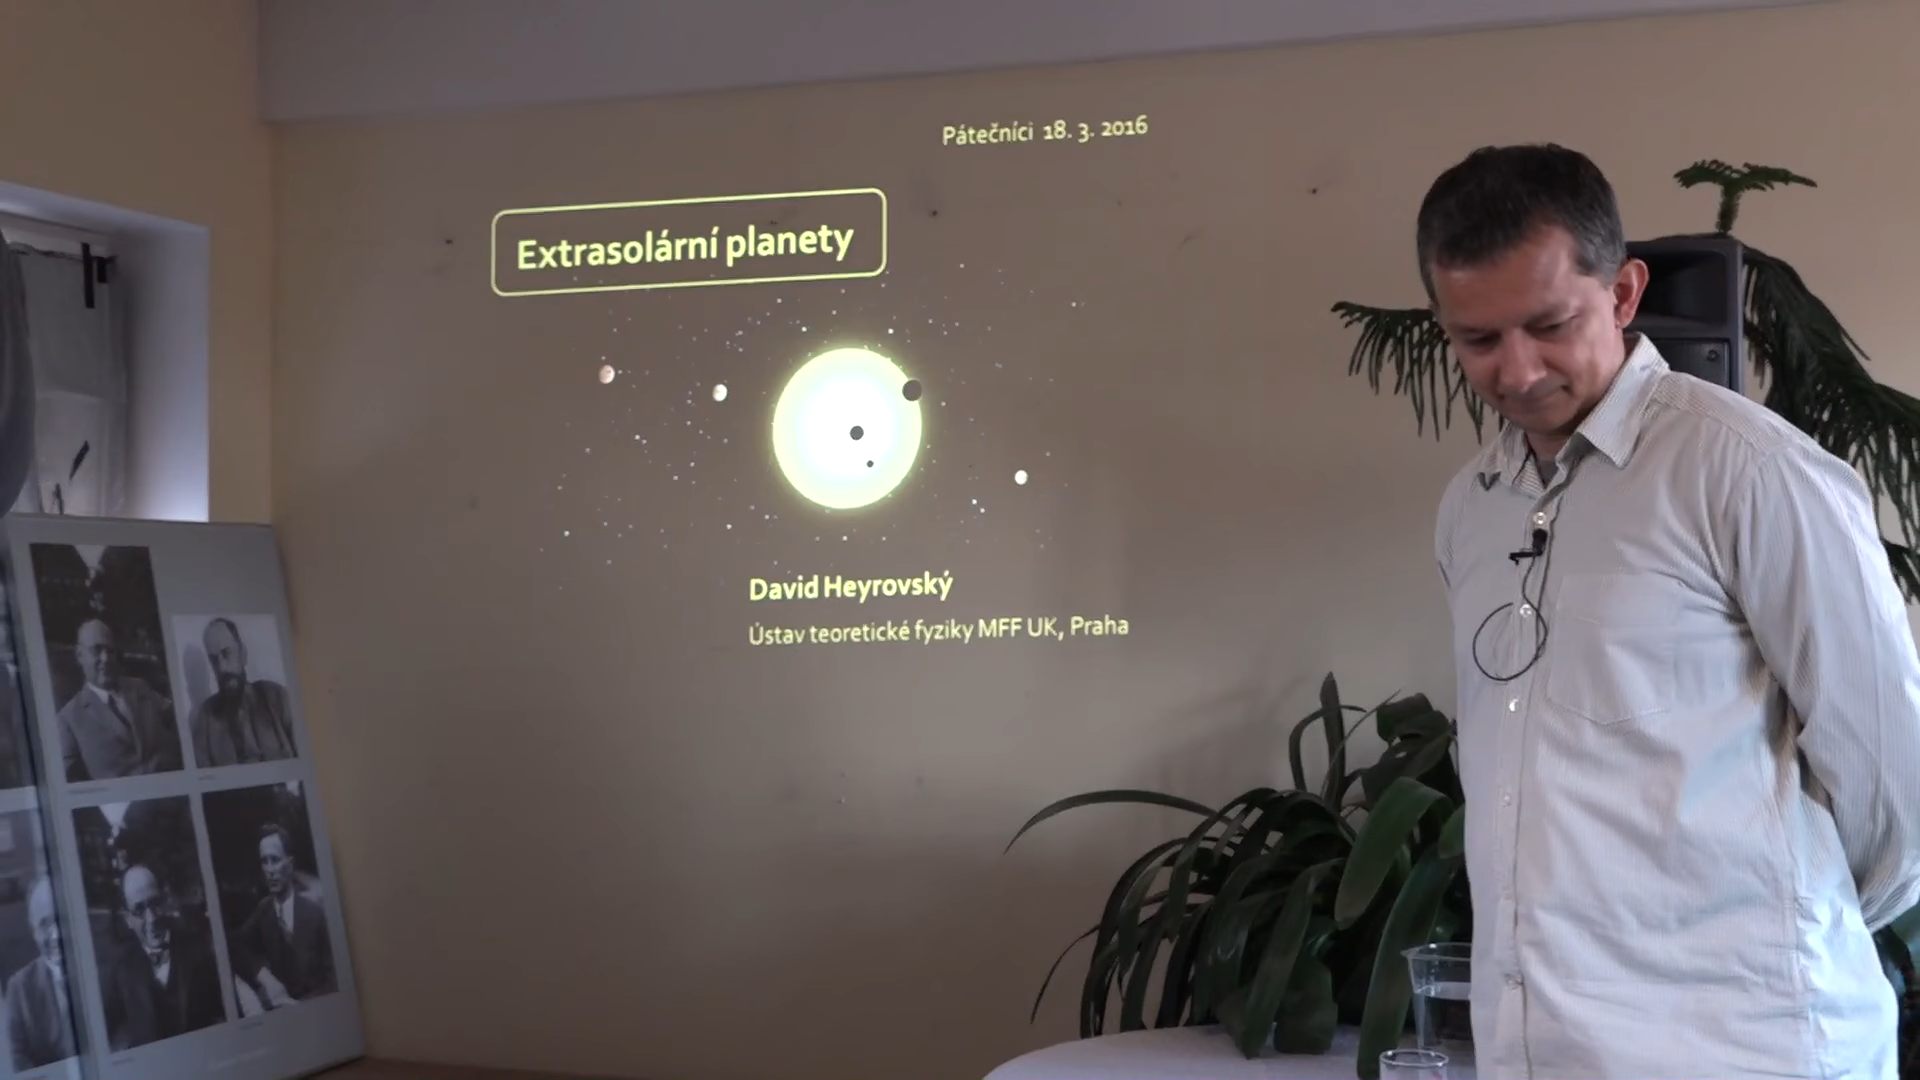 Pátečníci 18. 3. 2016
Extrasolární planety
David Heyrovský
Ústav teoretické fyziky MFF UK, Praha